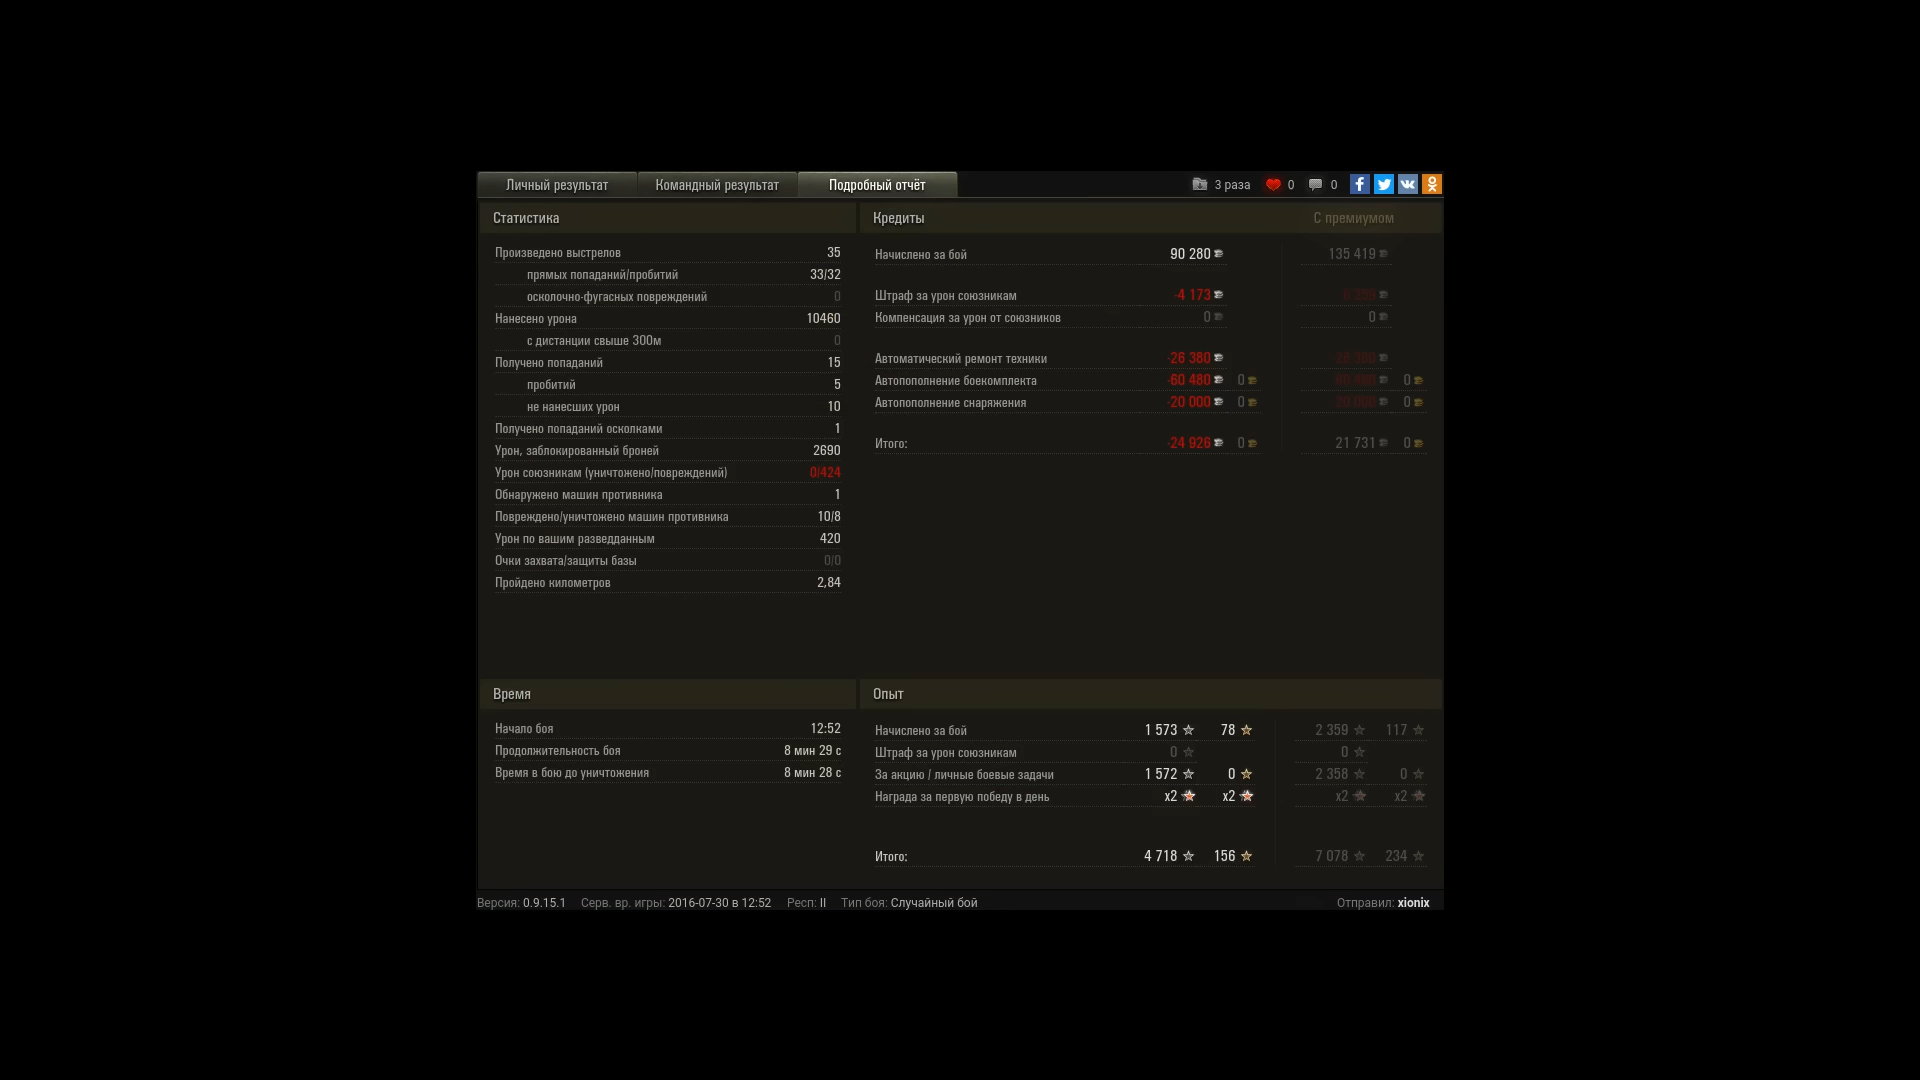 Личный результат Командный результат Подробный отчёт 3 раза 0 0
Статистика
Произведено выстрелов 35
прямых попаданий/пробитий 33/32
осколочно-фугасных повреждений 0
Нанесено урона 10460
с дистанции свыше 300м 0
Получено попаданий 15
пробитий 5
не нанесших урон 10
Получено попаданий осколками 1
Урон, заблокированный броней 2690
Урон союзникам (уничтожено/повреждений) 0/424
Обнаружено машин противника 1
Повреждено/уничтожено машин противника 10/8
Урон по вашим разведданным 420
Очки захвата/защиты базы 0/0
Пройдено километров 2,84
Кредиты С премиумом
Начислено за бой 90 280 135 419
Штраф за урон союзникам -4 173
Компенсация за урон от союзников 0 0
Автоматический ремонт техники -26 380
Автопополнение боекомплекта -60 480 0 0
Автопополнение снаряжения -20 000 0 0
Итого: -24 926 0 21 731 0
Время
Начало боя 12:52
Продолжительность боя 8 мин 29 с
Время в бою до уничтожения 8 мин 28 с
Опыт
Начислено за бой 1 573 78 2 359 117
Штраф за урон союзникам 0 0
За акцию / личные боевые задачи 1 572 0 2 358 0
Награда за первую победу в день x2 x2 x2 x2
Итого: 4 718 156 7 078 234
Версия: 0.9.15.1 Серв. вр. игры: 2016-07-30 в 12:52 Респ: II Тип боя: Случайный бой Отправил: xionix